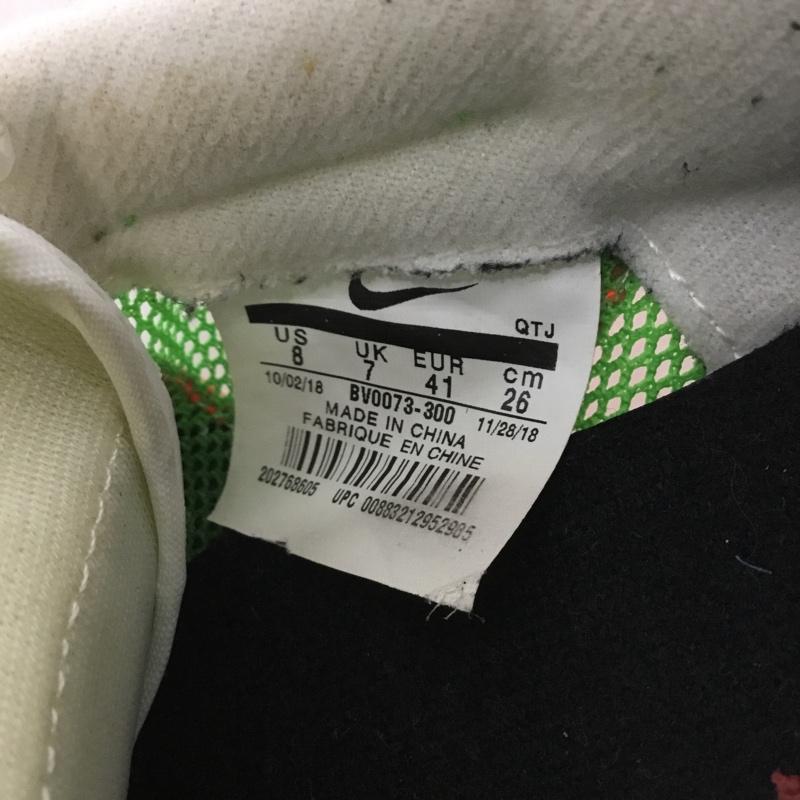 QTJ
US UK EUR cm
8 7 41 26
10/02/18 BV0073-300 11/28/18
MADE IN CHINA
FABRIQUE EN CHINE
202768605 UPC 00883212952985